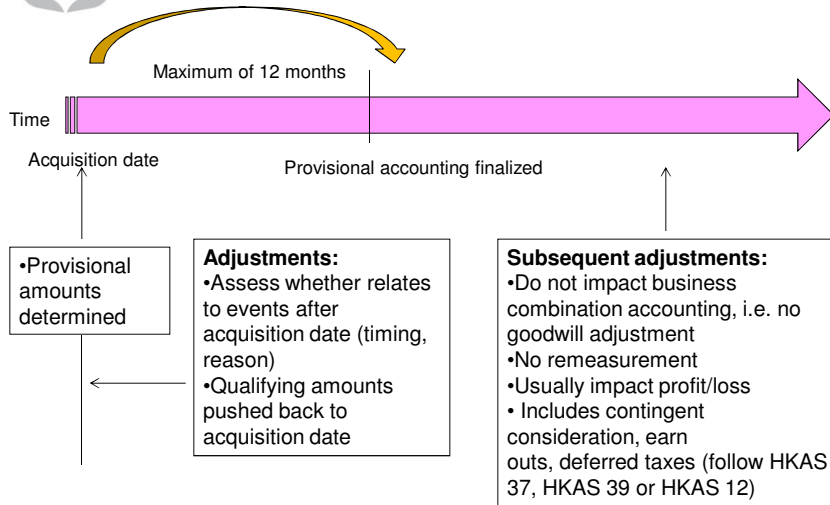 Maximum of 12 months
Time
Acquisition date
Provisional accounting finalized
•Provisional
amounts
determined
Adjustments:
•Assess whether relates
to events after
acquisition date (timing,
reason)
•Qualifying amounts
pushed back to
acquisition date
Subsequent adjustments:
•Do not impact business
combination accounting, i.e. no
goodwill adjustment
•No remeasurement
•Usually impact profit/loss
• Includes contingent
consideration, earn
outs, deferred taxes (follow HKAS
37, HKAS 39 or HKAS 12)